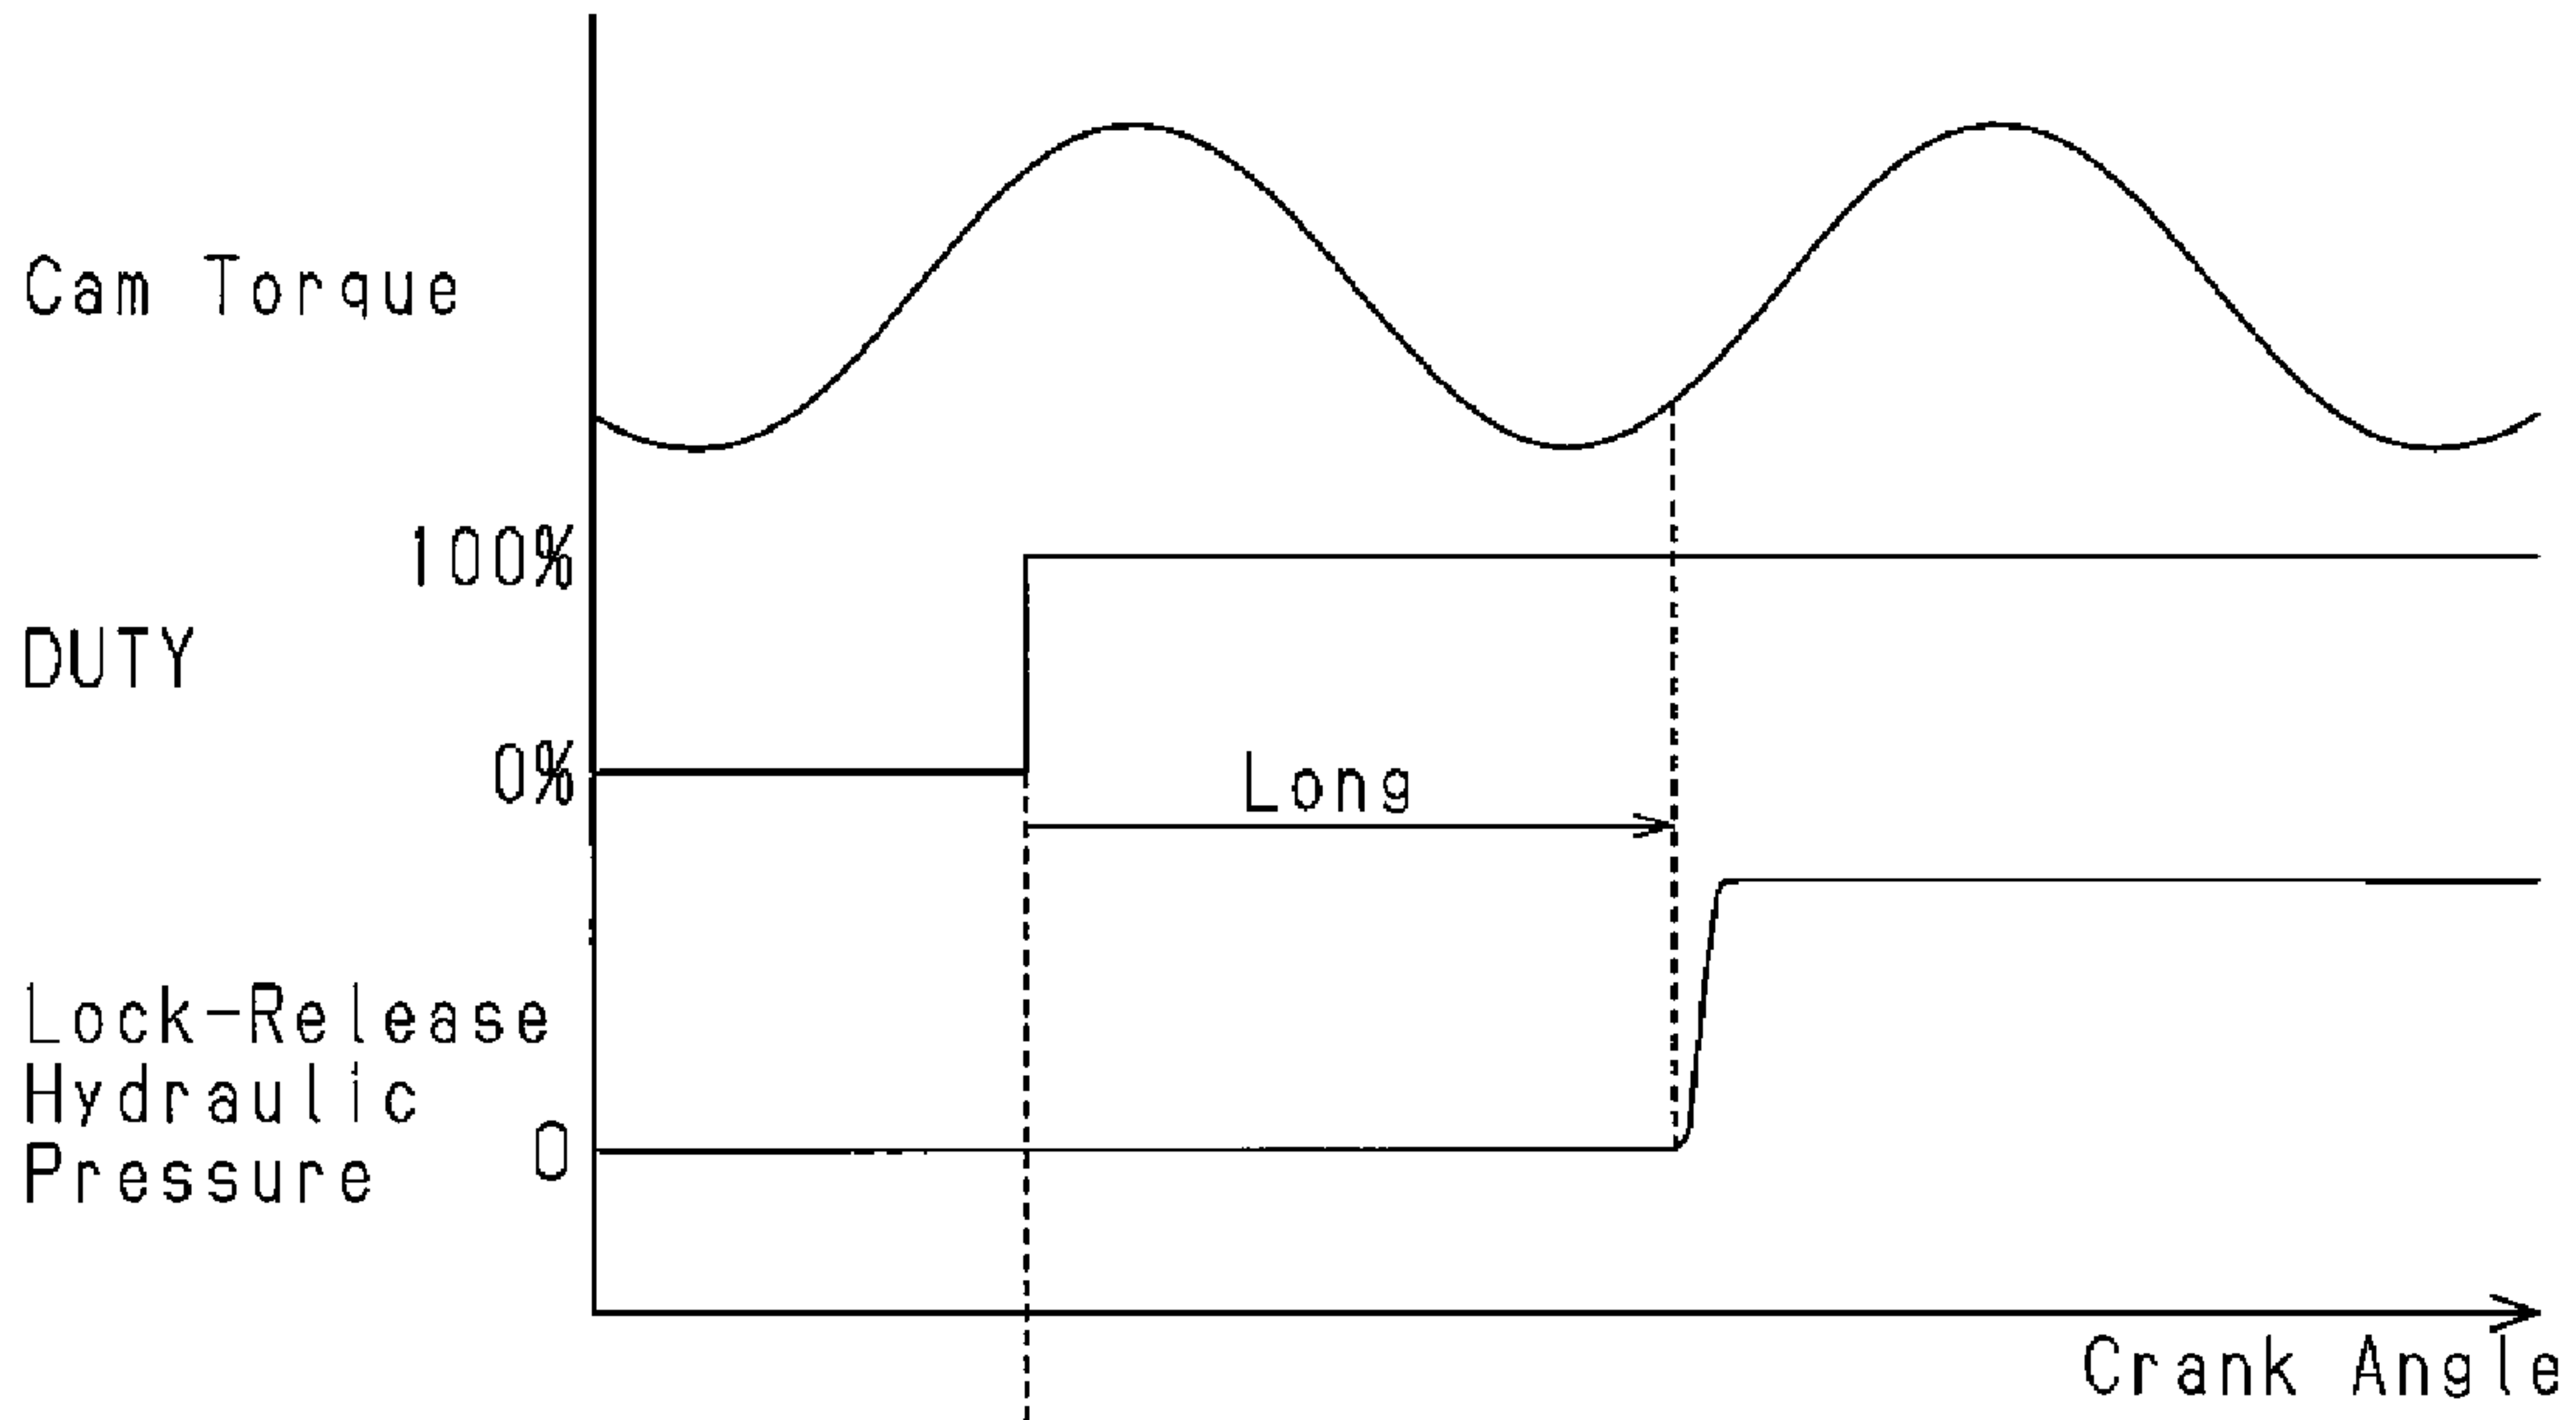 Cam Torque
100%
DUTY
0%
Long
Lock-Release
Hydraulic
Pressure
0
Crank Angle